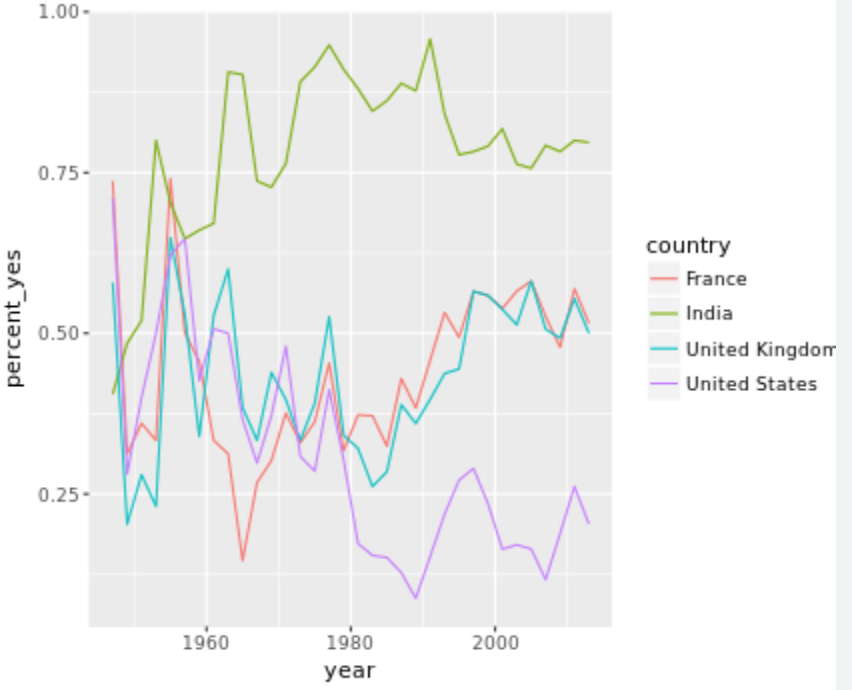 1.00
0.75
0.50
0.25
percent_yes
1960 1980 2000
year
country
France
India
United Kingdom
United States